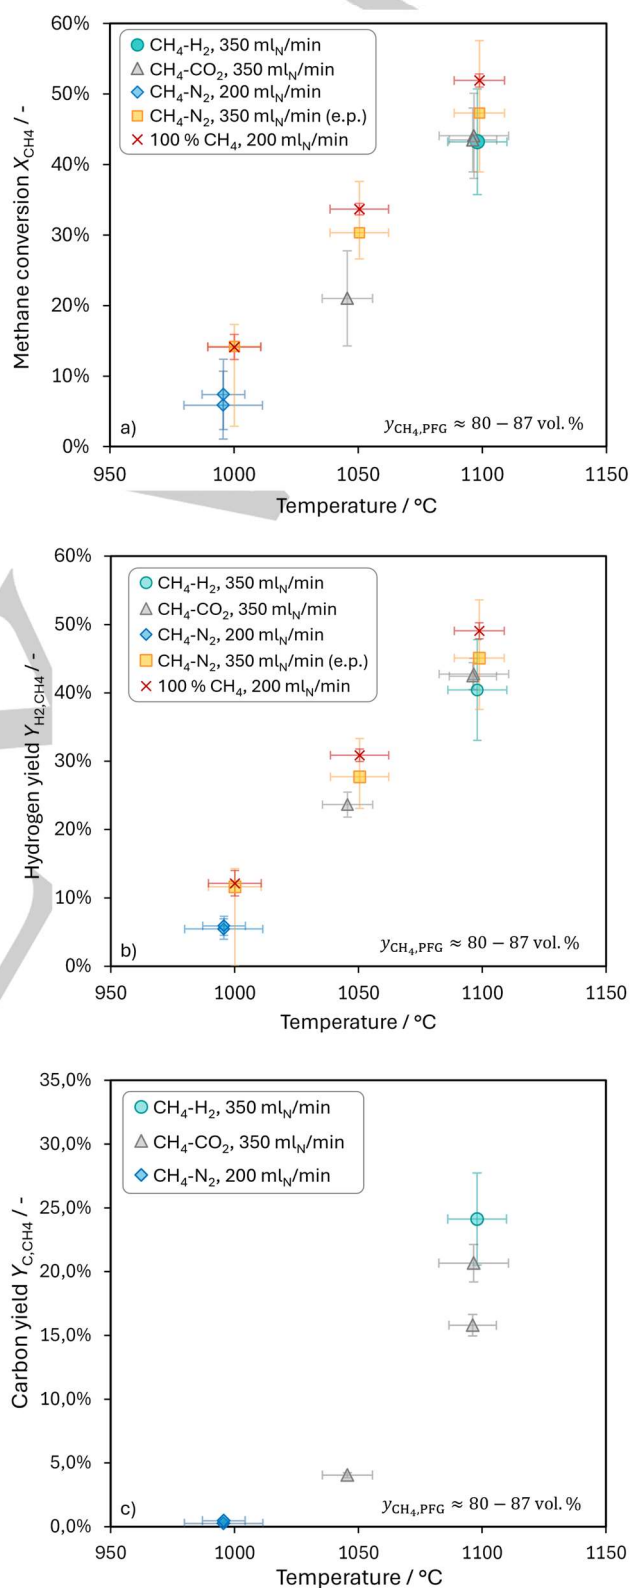 60%
CH4-H2, 350 mlN/min
50%
CH4-CO2, 350 mlN/min
CH4-N2, 200 mlN/min
CH4-N2, 350 mlN/min (e.p.)
100 % CH4, 200 mlN/min
40%
30%
20%
10%
0%
Methane conversion XCH4 / -
a)
yCH4,PFG ≈ 80 − 87 vol. %
950 1000 1050 1100 1150
Temperature / °C
60%
CH4-H2, 350 mlN/min
CH4-CO2, 350 mlN/min
50%
CH4-N2, 200 mlN/min
CH4-N2, 350 mlN/min (e.p.)
100 % CH4, 200 mlN/min
40%
30%
20%
10%
0%
Hydrogen yield YH2,CH4 / -
b)
yCH4,PFG ≈ 80 − 87 vol. %
950 1000 1050 1100 1150
Temperature / °C
35,0%
CH4-H2, 350 mlN/min
CH4-CO2, 350 mlN/min
CH4-N2, 200 mlN/min
30,0%
25,0%
20,0%
15,0%
10,0%
5,0%
0,0%
Carbon yield YC,CH4 / -
c)
yCH4,PFG ≈ 80 − 87 vol. %
950 1000 1050 1100 1150
Temperature / °C